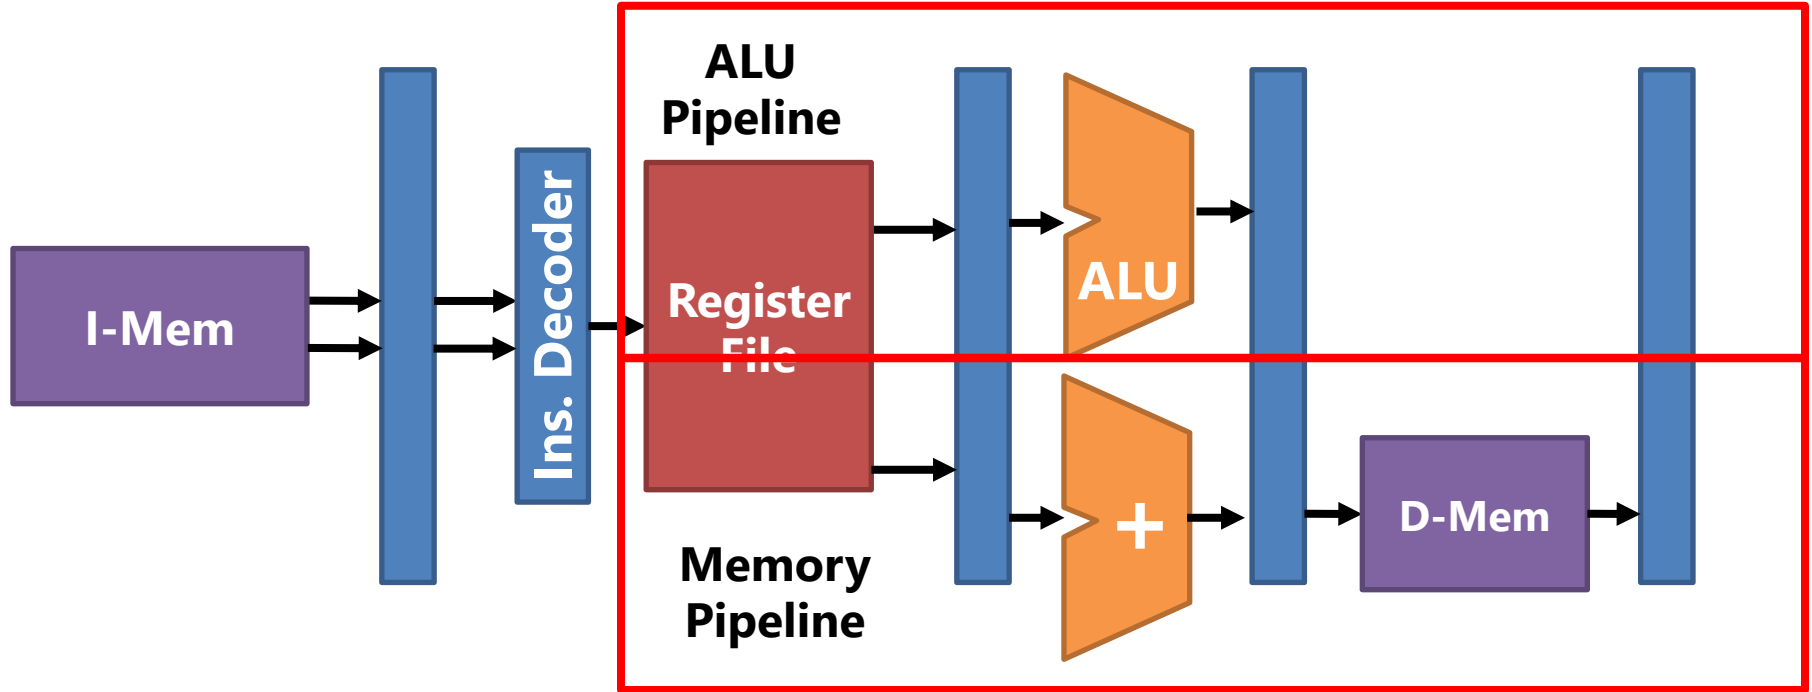 I-Mem
Ins. Decoder
ALU
Pipeline
Register
File
ALU
Memory
Pipeline
+
D-Mem